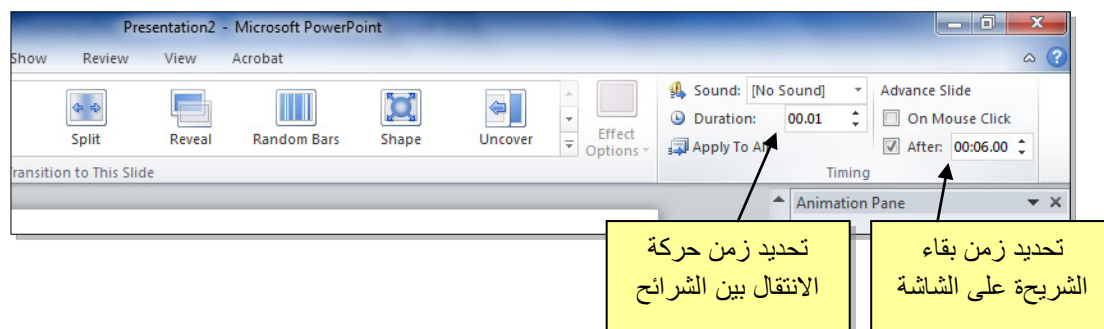 Presentation2 - Microsoft PowerPoint
Show Review View Acrobat
Sound: [No Sound] Advance Slide
Duration: 00.01 On Mouse Click
Split Reveal Random Bars Shape Uncover Effect Options
Apply To After: 00:06.00
Transition to This Slide Timing
Animation Pane
تحديد زمن حركة
الانتقال بين الشرائح
تحديد زمن بقاء
الشريحة على الشاشة